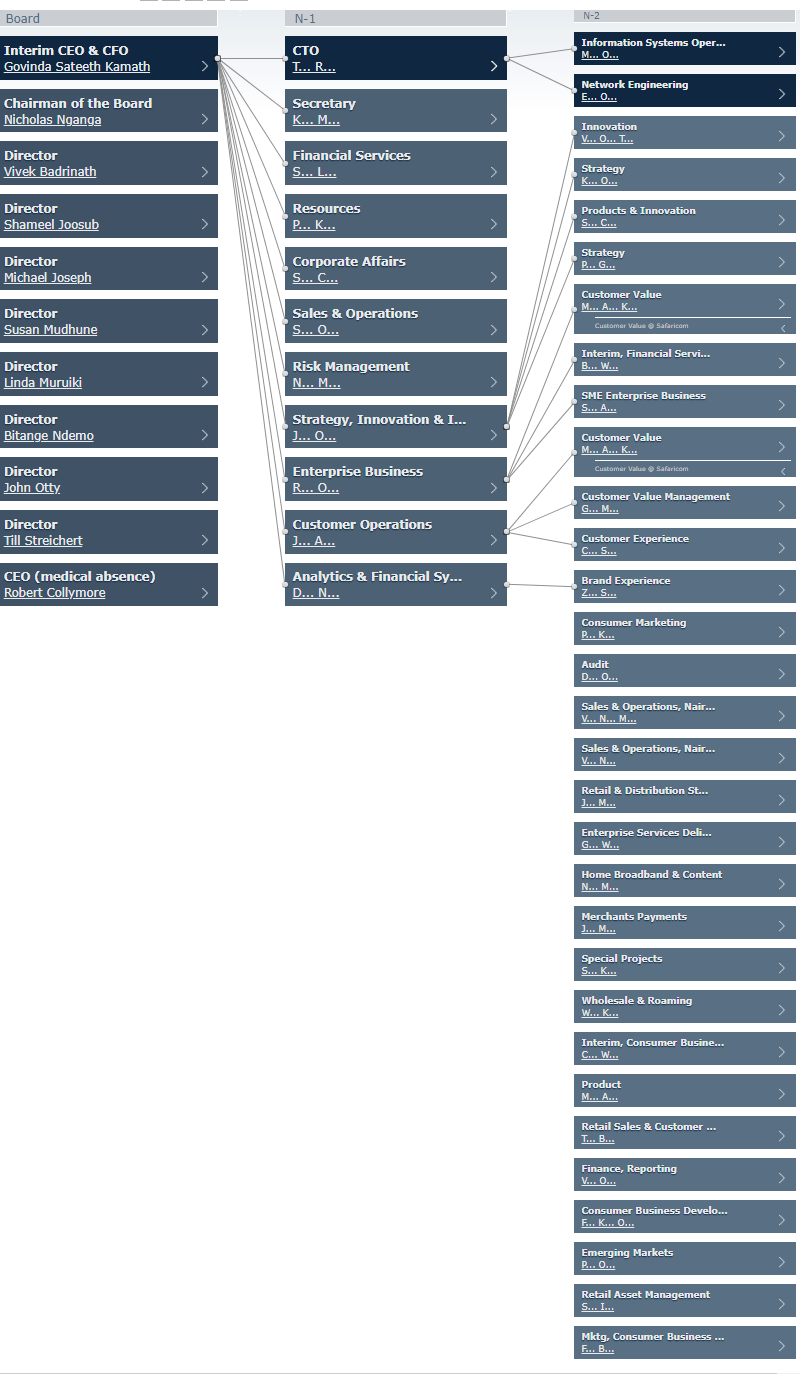 Board
Interim CEO & CFO
Govinda Sateeth Kamath
Chairman of the Board
Nicholas Nganga
Director
Vivek Badrinath
Director
Shameel Joosub
Director
Michael Joseph
Director
Susan Mudhune
Director
Linda Muruiki
Director
Bitange Ndemo
Director
John Otty
Director
Till Streichert
CEO (medical absence)
Robert Collymore
N-1
CTO
T... R...
Secretary
K... M...
Financial Services
S... L...
Resources
P... K...
Corporate Affairs
S... C...
Sales & Operations
S... O...
Risk Management
N... M...
Strategy, Innovation & I...
J... O...
Enterprise Business
R... O...
Customer Operations
J... A...
Analytics & Financial Sy...
D... N...
N-2
Information Systems Oper...
M... O...
Network Engineering
E... O...
Innovation
V... O... T...
Strategy
K... O...
Products & Innovation
S... C...
Strategy
P... G...
Customer Value
M... A... K...
Customer Value @ Safaricom
Interim, Financial Servi...
B... W...
SME Enterprise Business
S... A...
Customer Value
M... A... K...
Customer Value @ Safaricom
Customer Value Management
G... M...
Customer Experience
C... S...
Brand Experience
Z... S...
Consumer Marketing
P... K...
Audit
D... O...
Sales & Operations, Nair...
V... N... M...
Sales & Operations, Nair...
V... N...
Retail & Distribution St...
J... M...
Enterprise Services Deli...
G... W...
Home Broadband & Content
N... M...
Merchants Payments
J... M...
Special Projects
S... K...
Wholesale & Roaming
W... K...
Interim, Consumer Busine...
C... W...
Product
M... A...
Retail Sales & Customer ...
T... B...
Finance, Reporting
V... O...
Consumer Business Develo...
F... K... O...
Emerging Markets
P... O...
Retail Asset Management
S... I...
Mktg, Consumer Business ...
F... B...